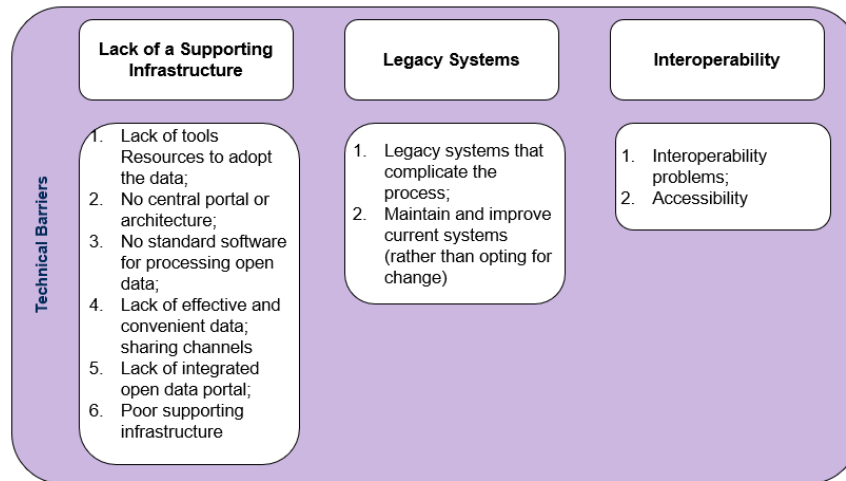 Technical Barriers
Lack of a Supporting
Infrastructure
1. Lack of tools
Resources to adopt
the data;
2. No central portal or
architecture;
3. No standard software
for processing open
data;
4. Lack of effective and
convenient data;
sharing channels
5. Lack of integrated
open data portal;
6. Poor supporting
infrastructure
Legacy Systems
1. Legacy systems that
complicate the
process;
2. Maintain and improve
current systems
(rather than opting for
change)
Interoperability
1. Interoperability
problems;
2. Accessibility